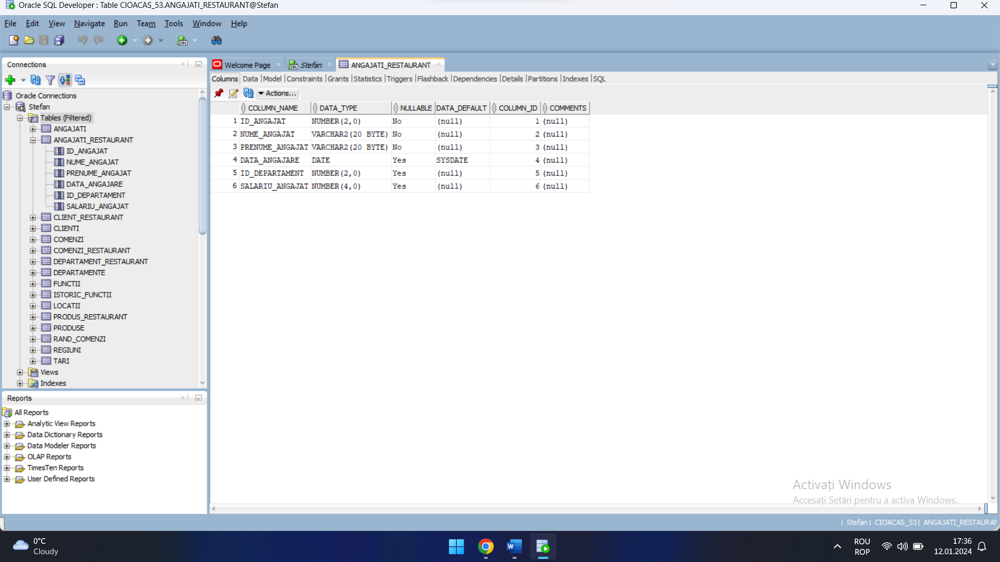 Oracle SQL Developer : Table CIOACAS_53.ANGAJATI_RESTAURANT@Stefan
File Edit View Navigate Run Team Tools Window Help
Connections
Welcome Page Stefan ANGAJATI_RESTAURANT
Columns Data Model Constraints Grants Statistics Triggers Flashback Dependencies Details Partitions Indexes SQL
Actions...
COLUMN_NAME DATA_TYPE NULLABLE DATA_DEFAULT COLUMN_ID COMMENTS
1 ID_ANGAJAT NUMBER(2,0) No (null) 1 (null)
2 NUME_ANGAJAT VARCHAR2(20 BYTE) No (null) 2 (null)
3 PRENUME_ANGAJAT VARCHAR2(20 BYTE) No (null) 3 (null)
4 DATA_ANGAJARE DATE Yes SYSDATE 4 (null)
5 ID_DEPARTAMENT NUMBER(2,0) Yes (null) 5 (null)
6 SALARIU_ANGAJAT NUMBER(4,0) Yes (null) 6 (null)
Oracle Connections
Stefan
Tables (Filtered)
ANGAJATI
ANGAJATI_RESTAURANT
ID_ANGAJAT
NUME_ANGAJAT
PRENUME_ANGAJAT
DATA_ANGAJARE
ID_DEPARTAMENT
SALARIU_ANGAJAT
CLIENT_RESTAURANT
CLIENTI
COMENZI
COMENZI_RESTAURANT
DEPARTAMENT_RESTAURANT
DEPARTAMENTE
FUNCTII
ISTORIC_FUNCTII
LOCATII
PRODUS_RESTAURANT
PRODUSE
RAND_COMENZI
REGIUNI
TARI
Views
Indexes
Reports
All Reports
Analytic View Reports
Data Dictionary Reports
Data Modeler Reports
OLAP Reports
TimesTen Reports
User Defined Reports
Activați Windows
Accesați Setări pentru a activa Windows.
| Stefan | CIOACAS_53 | ANGAJATI_RESTAURAN
0°C
Cloudy
ROU
ROP
17:36
12.01.2024